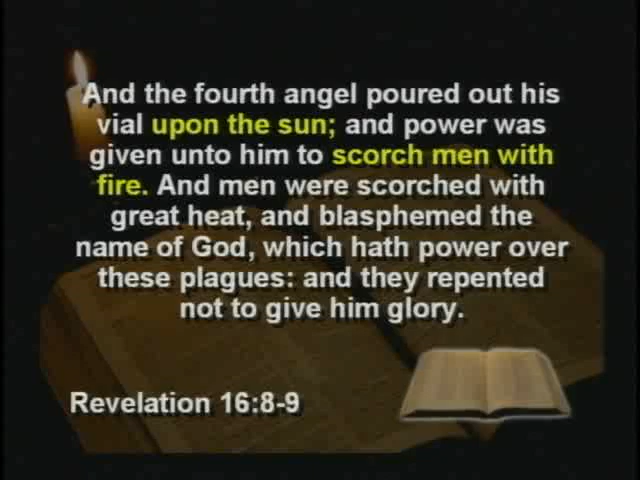 And the fourth angel poured out his
vial upon the sun; and power was
given unto him to scorch men with
fire. And men were scorched with
great heat, and blasphemed the
name of God, which hath power over
these plagues: and they repented
not to give him glory.
Revelation 16:8-9